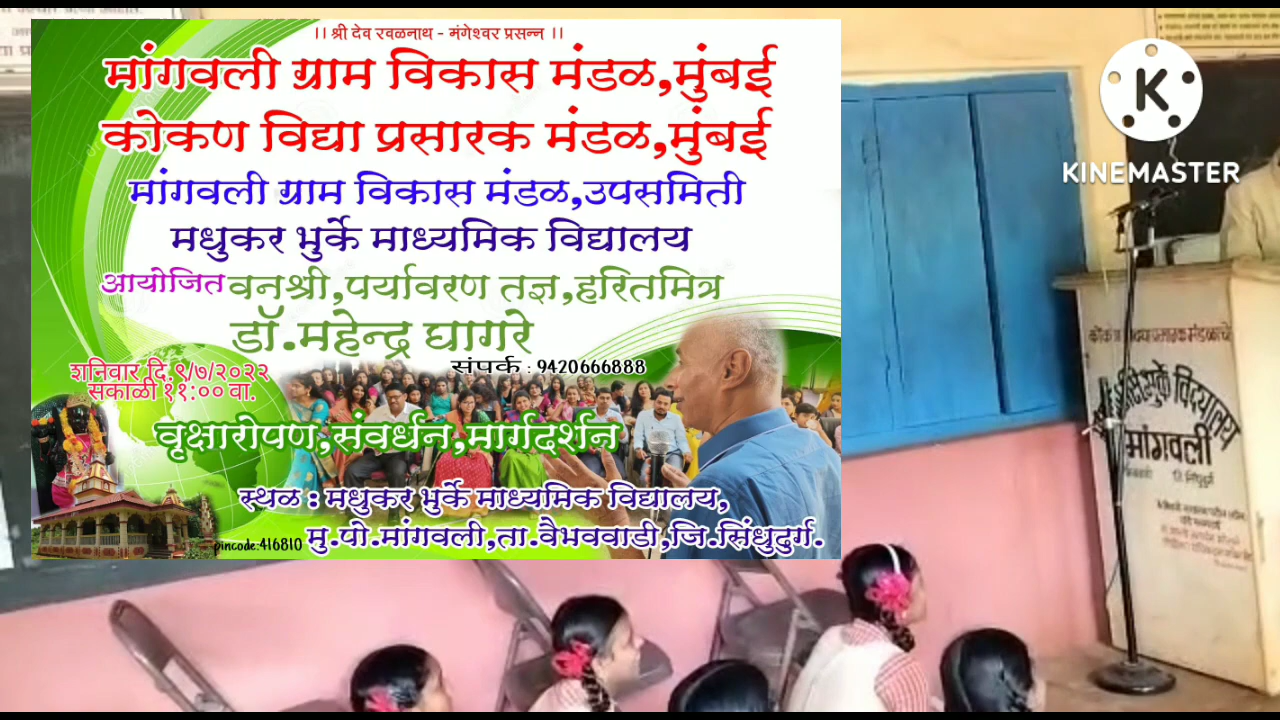 ।। श्री देव रवळनाथ - मंगेश्वर प्रसन्न ।।
मांगवली ग्राम विकास मंडळ,मुंबई
कोकण विद्या प्रसारक मंडळ,मुंबई
मांगवली ग्राम विकास मंडळ,उपसमिती
मधुकर भुर्के माध्यमिक विद्यालय
आयोजित वनश्री,पर्यावरण तज्ञ,हरितमित्र
डॉ.महेन्द्र घागरे
संपर्क : 9420666888
शनिवार दि.९/७/२०२२
सकाळी ११:०० वा.
वृक्षारोपण,संवर्धन,मार्गदर्शन
स्थळ : मधुकर भुर्के माध्यमिक विद्यालय,
मु.पो.मांगवली,ता.वैभववाडी,जि.सिंधुदुर्ग.
pincode:416810
K
KINEMASTER
विद्यालय
मांगवली